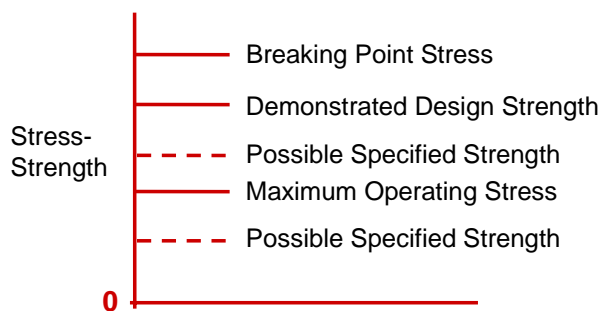 Breaking Point Stress
Demonstrated Design Strength
Stress-
Strength
Possible Specified Strength
Maximum Operating Stress
Possible Specified Strength
0